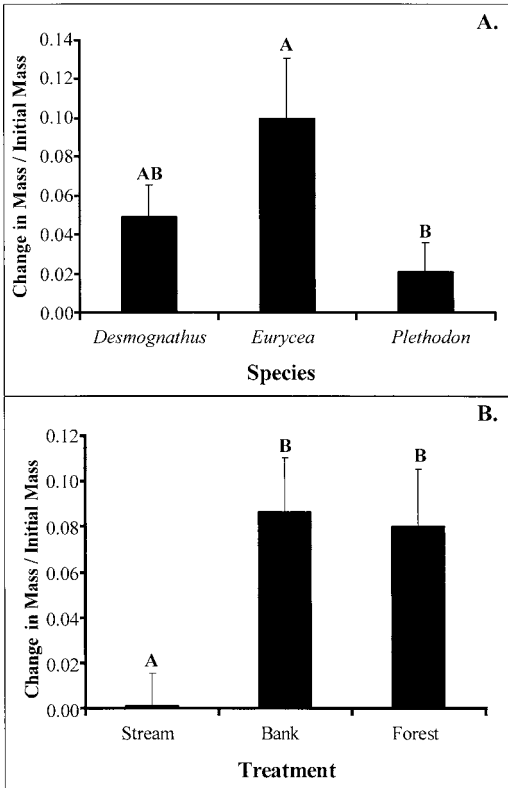 A.
Change in Mass / Initial Mass
0.14
0.12
0.10
0.08
0.06
0.04
0.02
0.00
AB
A
B
Desmognathus Eurycea Plethodon
Species
B.
Change in Mass / Initial Mass
0.12
0.10
0.08
0.06
0.04
0.02
0.00
A
B
B
Stream Bank Forest
Treatment